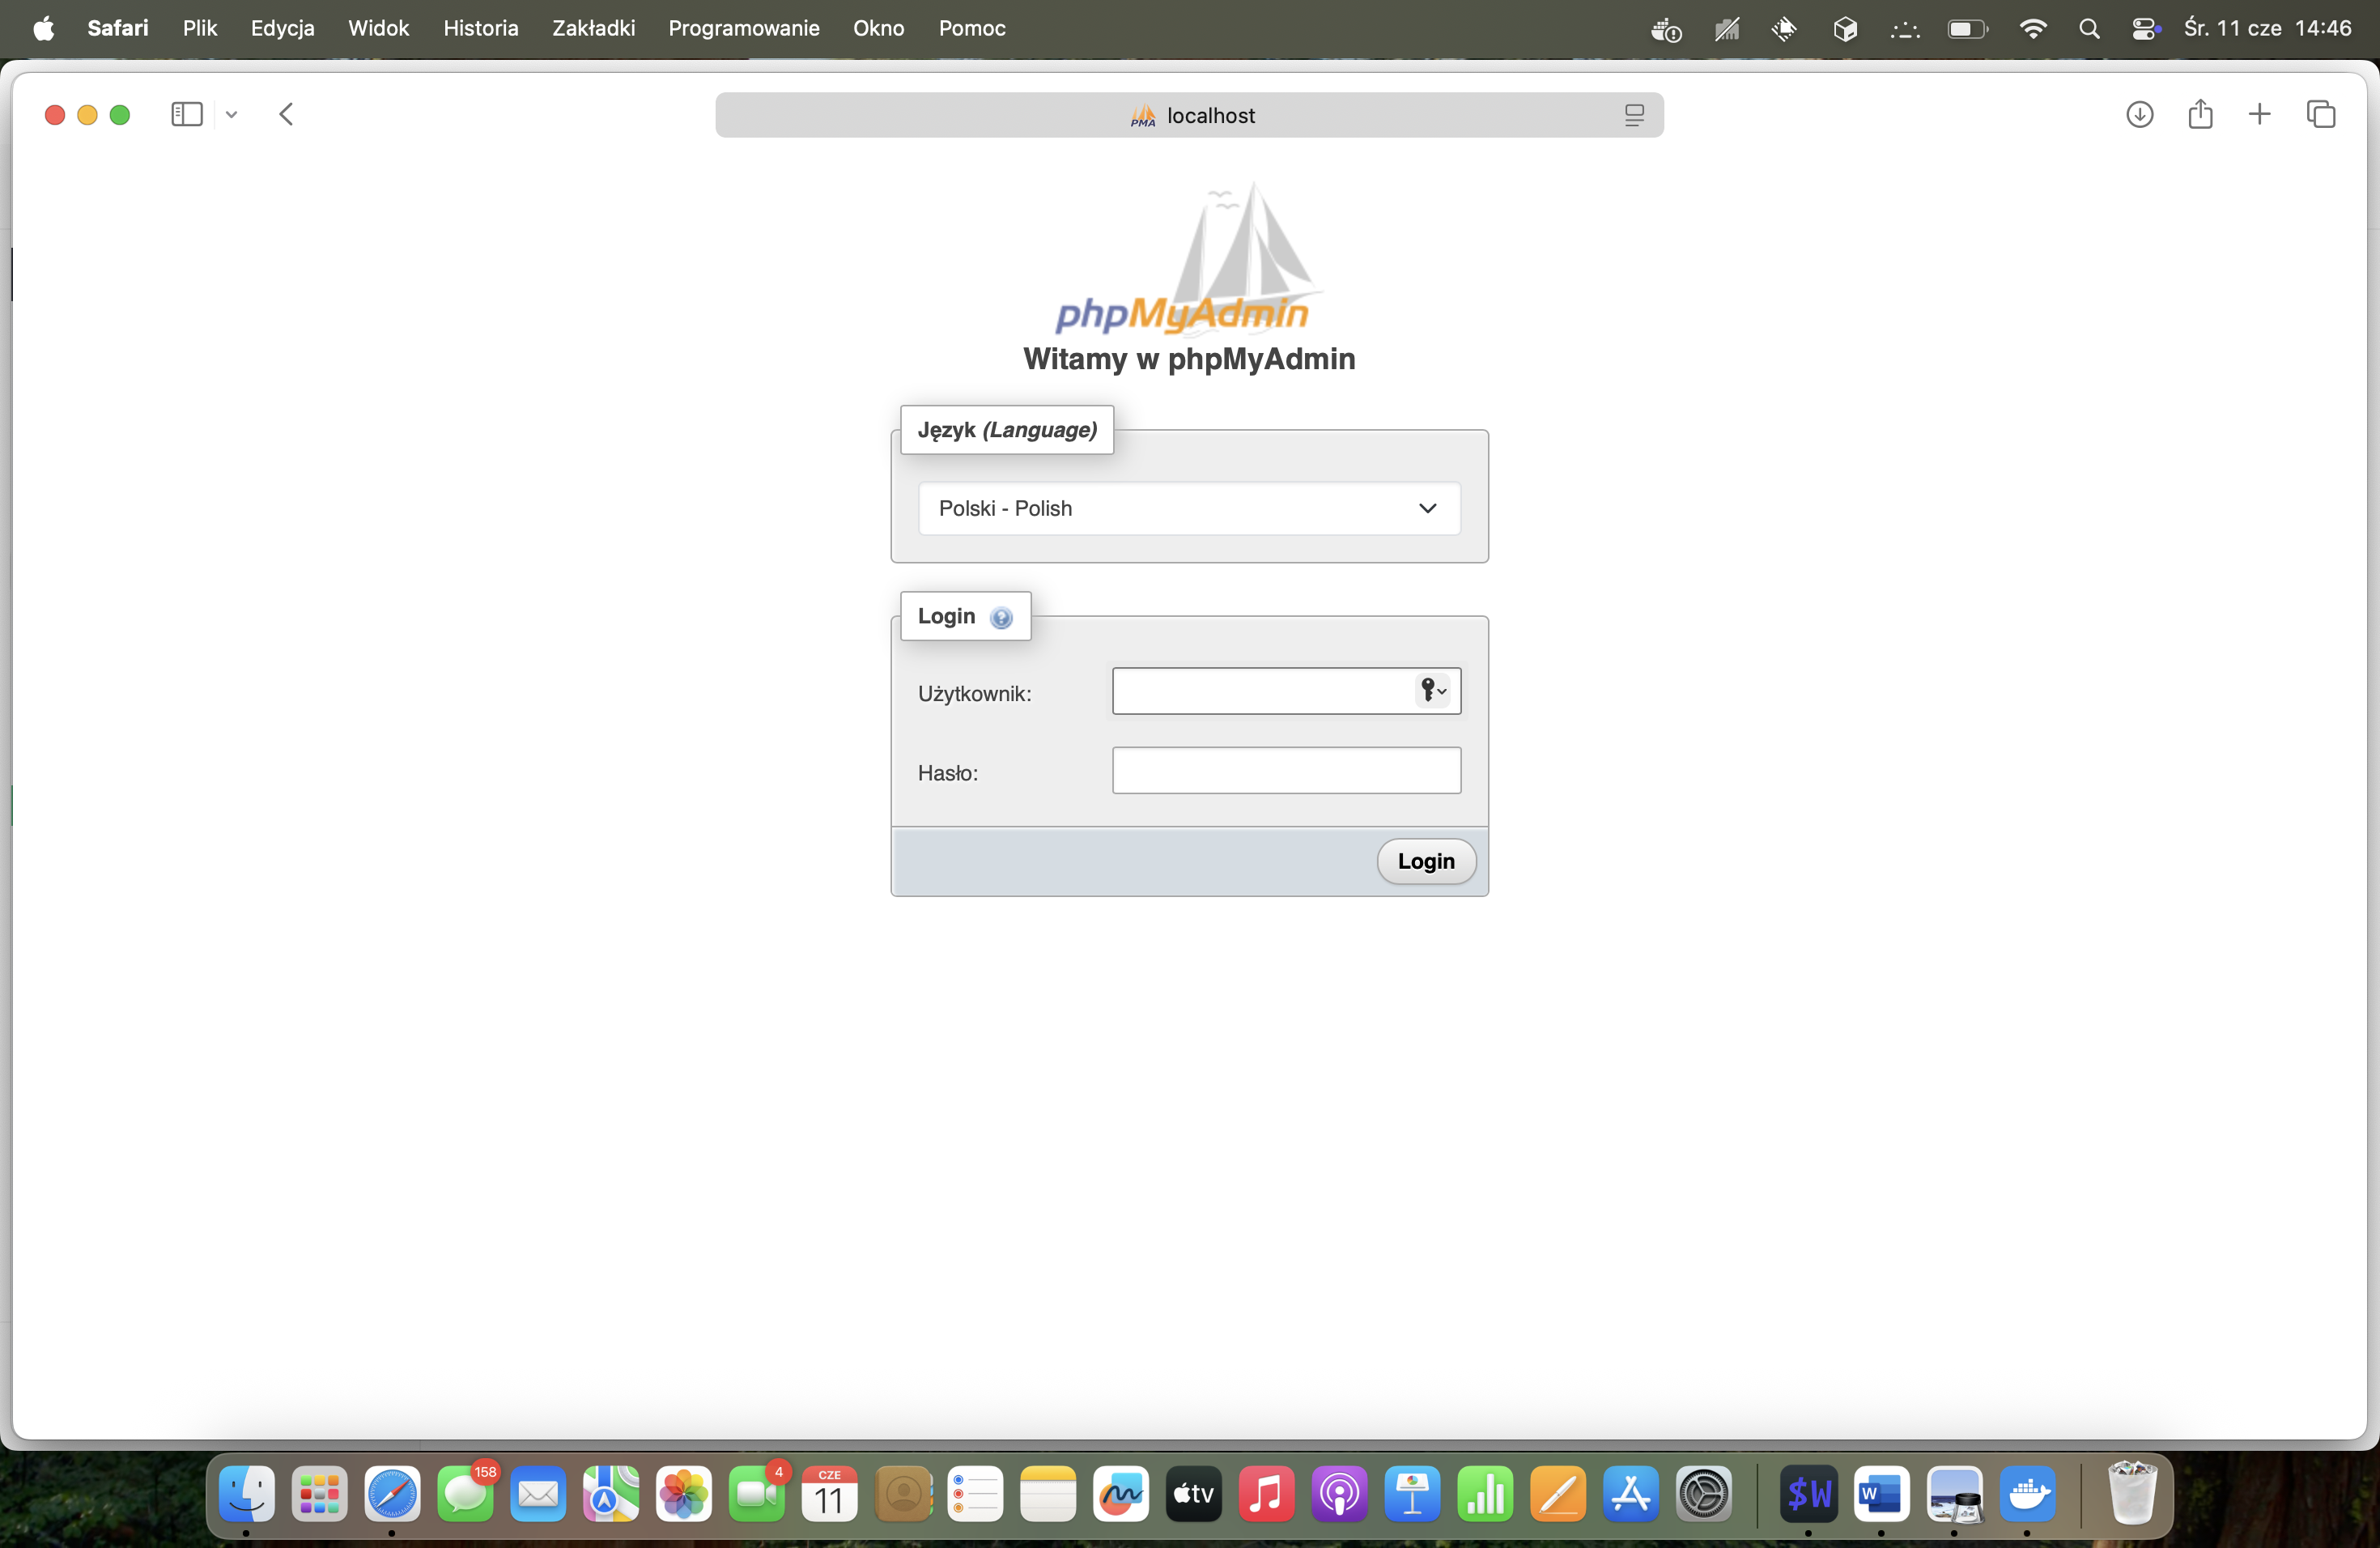 Safari Plik Edycja Widok Historia Zakładki Programowanie Okno Pomoc Śr. 11 cze 14:46
PMA localhost
phpMyAdmin
Witamy w phpMyAdmin
Język (Language)
Polski - Polish
Login
Użytkownik:
Hasło:
Login
158 4 CZE 11 tv $W W